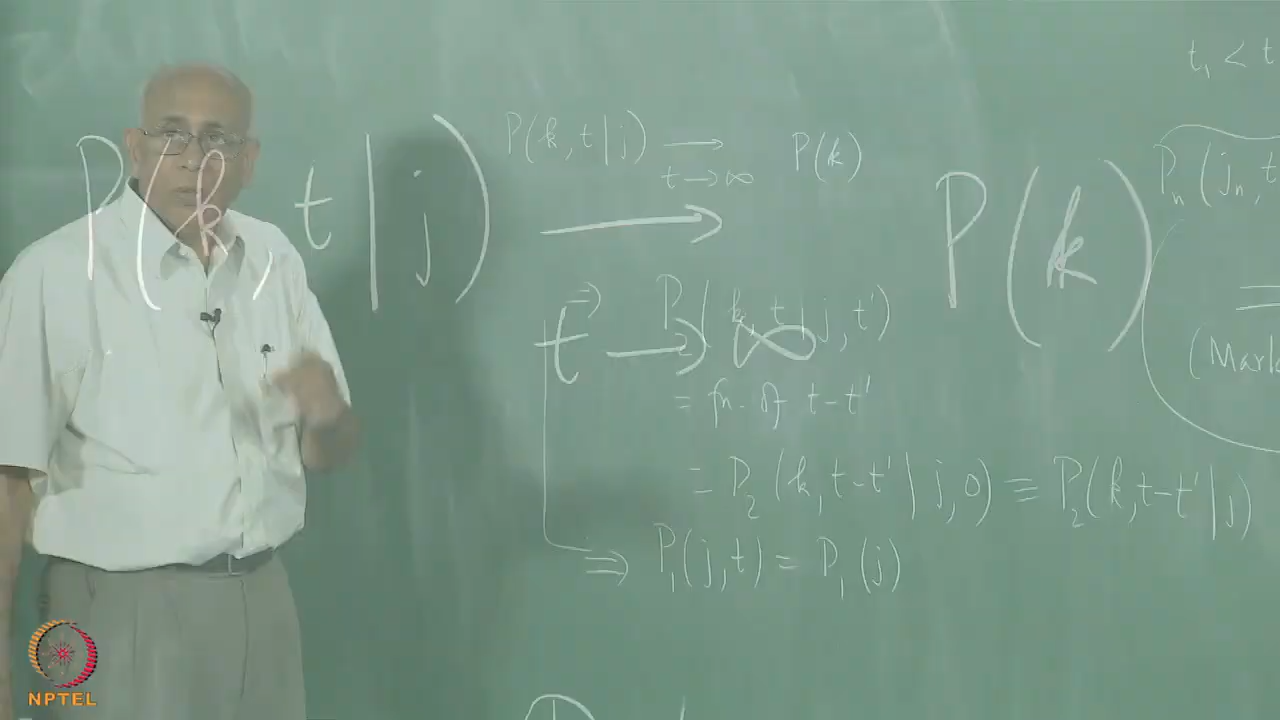 t₁ < t
P(k, t | j) ⟶ P(k)
t → ∞
P(k, t | j) ⟶ P(k)
t → ∞
Pₙ(jₙ, t
⇒ P₂(k, t | j, t')
= fn. of t - t'
(Mark
= P₂(k, t-t' | j, 0) ≡ P₂(k, t-t' | j)
⇒ P₁(j, t) = P₁(j)
NPTEL